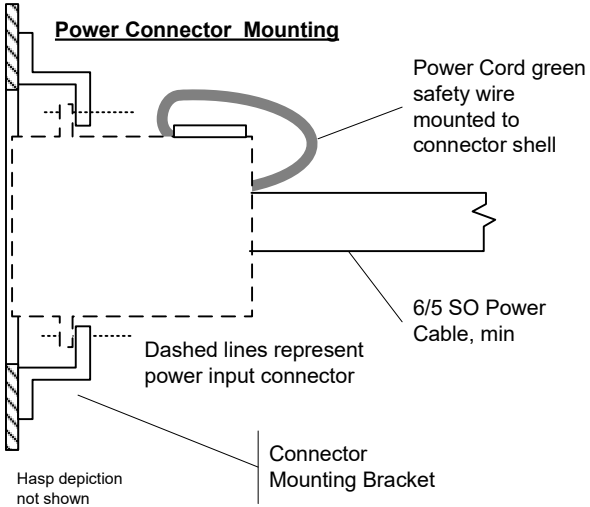 Power Connector Mounting
Power Cord green
safety wire
mounted to
connector shell
6/5 SO Power
Cable, min
Dashed lines represent
power input connector
Connector
Mounting Bracket
Hasp depiction
not shown